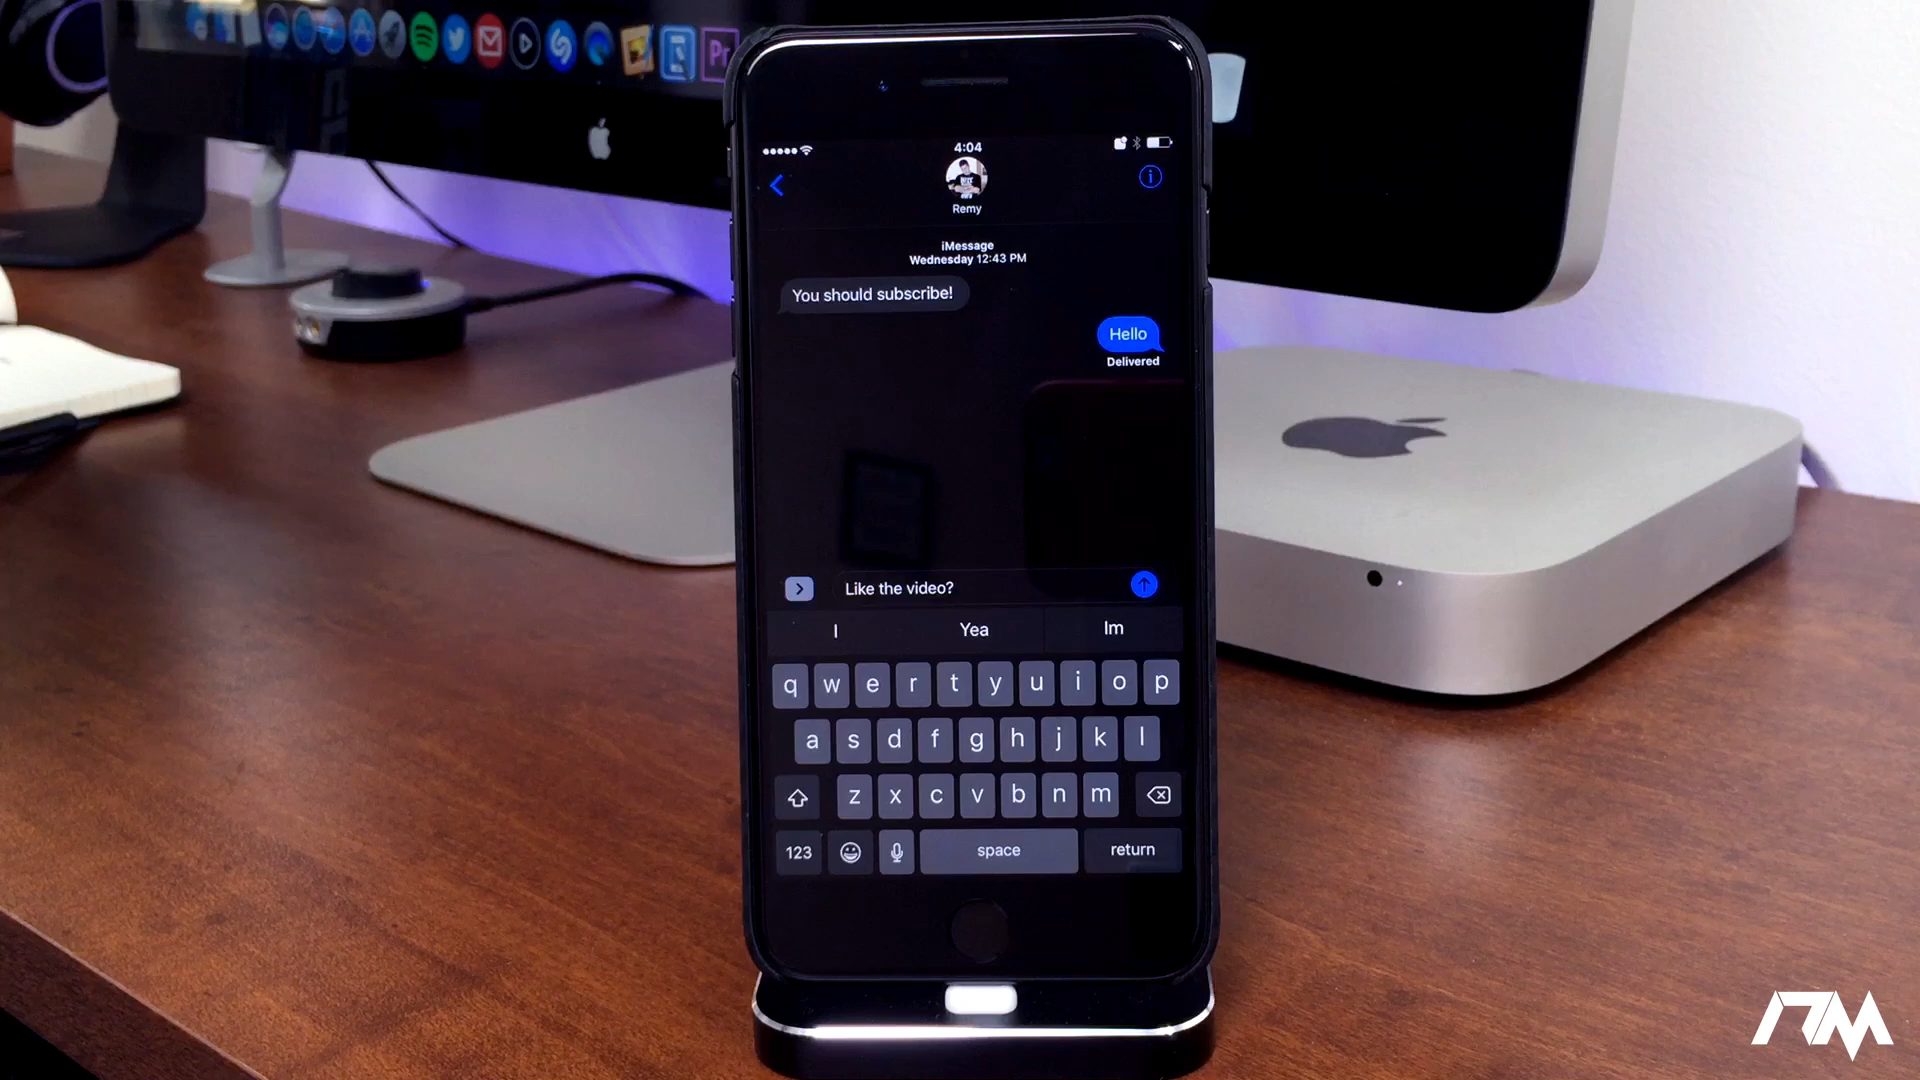 Pr
4:04
Remy
iMessage
Wednesday 12:43 PM
You should subscribe!
Hello
Delivered
Like the video?
I
Yea
Im
q w e r t y u i o p
a s d f g h j k l
z x c v b n m
123
space
return